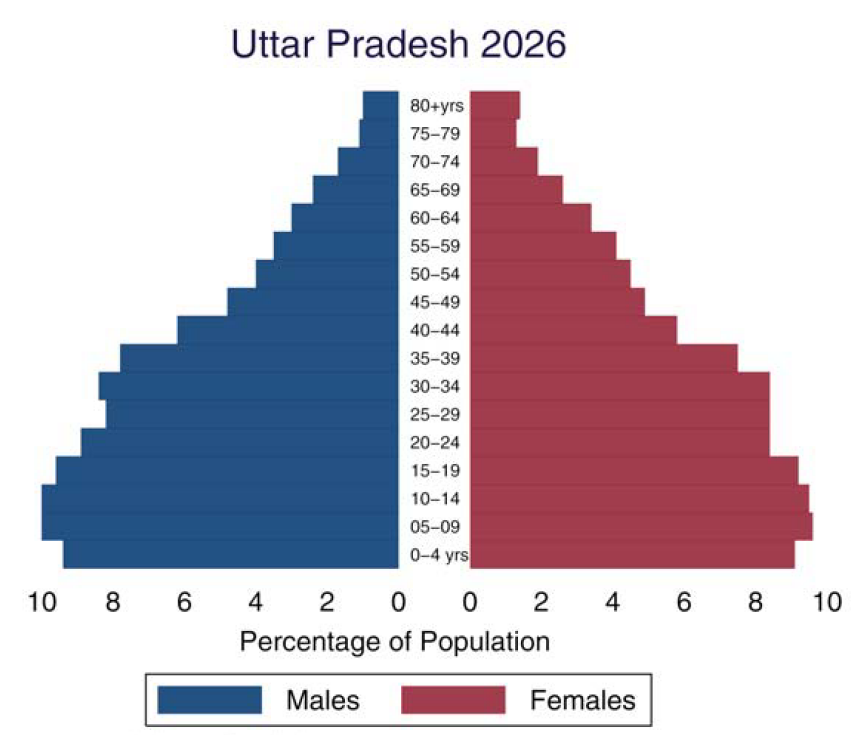 Uttar Pradesh 2026
80+yrs
75–79
70–74
65–69
60–64
55–59
50–54
45–49
40–44
35–39
30–34
25–29
20–24
15–19
10–14
05–09
0–4 yrs
10 8 6 4 2 0 0 2 4 6 8 10
Percentage of Population
Males Females